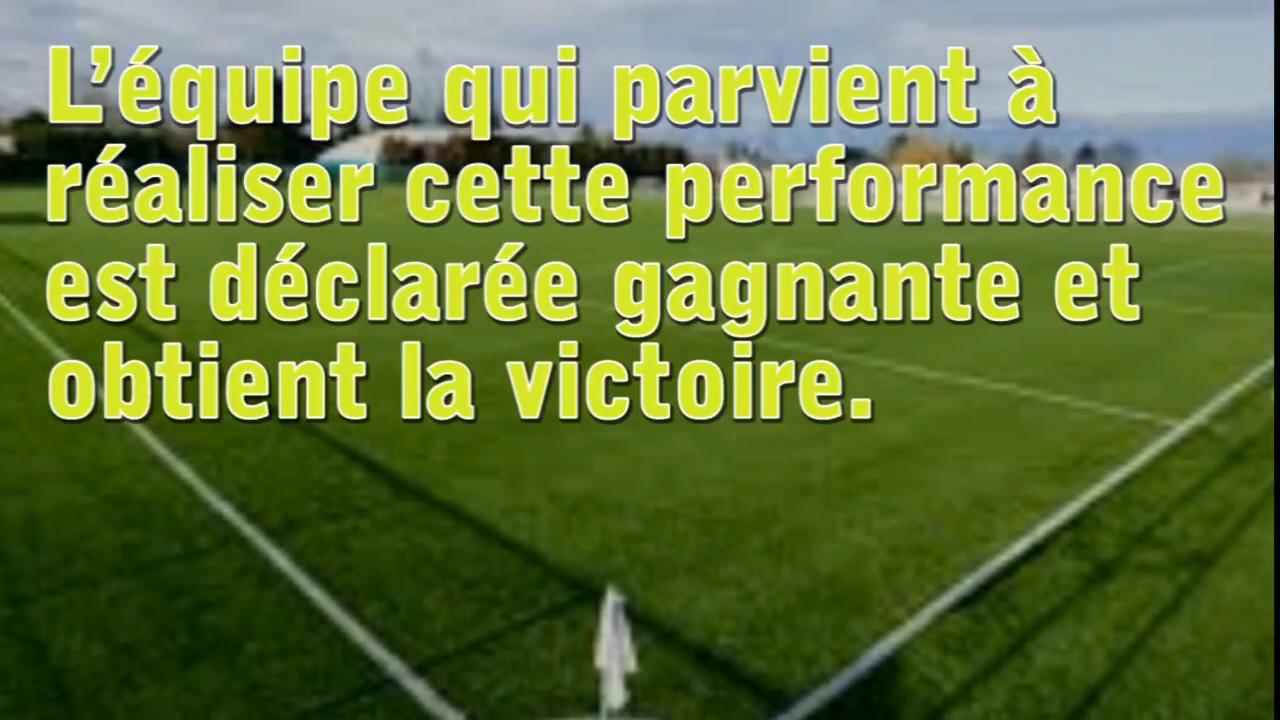 L’équipe qui parvient à
réaliser cette performance
est déclarée gagnante et
obtient la victoire.